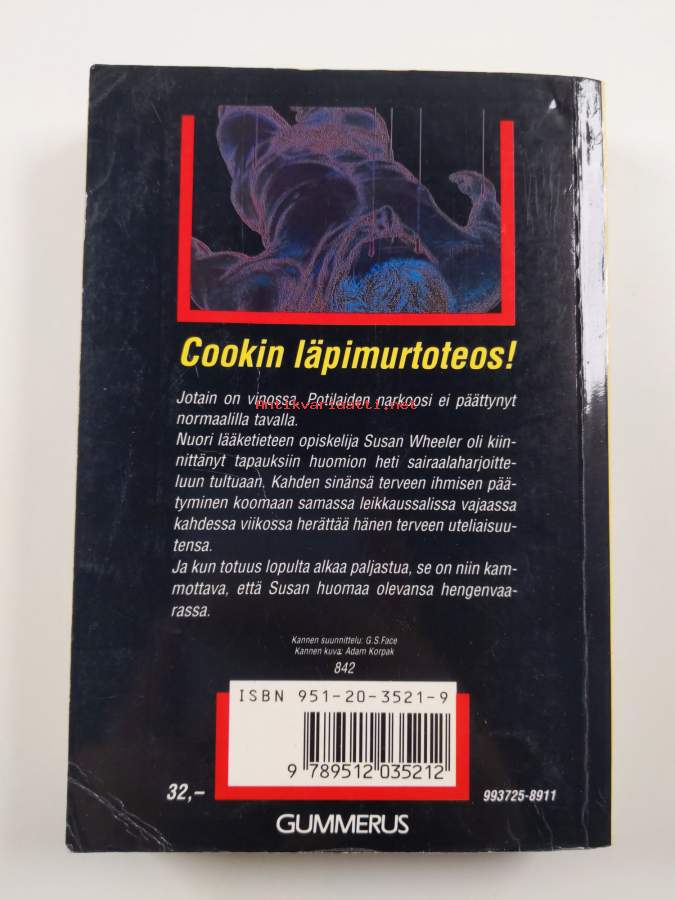 Cookin läpimurtoteos!
Jotain on vinossa. Potilaiden narkoosi ei päättynyt
Antikvariaatti.net
normaalilla tavalla.
Nuori lääketieteen opiskelija Susan Wheeler oli kiin-
nittänyt tapauksiin huomion heti sairaalaharjoitte-
luun tultuaan. Kahden sinänsä terveen ihmisen pää-
tyminen koomaan samassa leikkaussalissa vajaassa
kahdessa viikossa herättää hänen terveen uteliaisuu-
tensa.
Ja kun totuus lopulta alkaa paljastua, se on niin kam-
mottava, että Susan huomaa olevansa hengenvaa-
rassa.
Kannen suunnittelu: G.S.Face
Kannen kuva: Adam Korpak
842
ISBN 951-20-3521-9
9 789512 035212
32,–
993725-8911
GUMMERUS